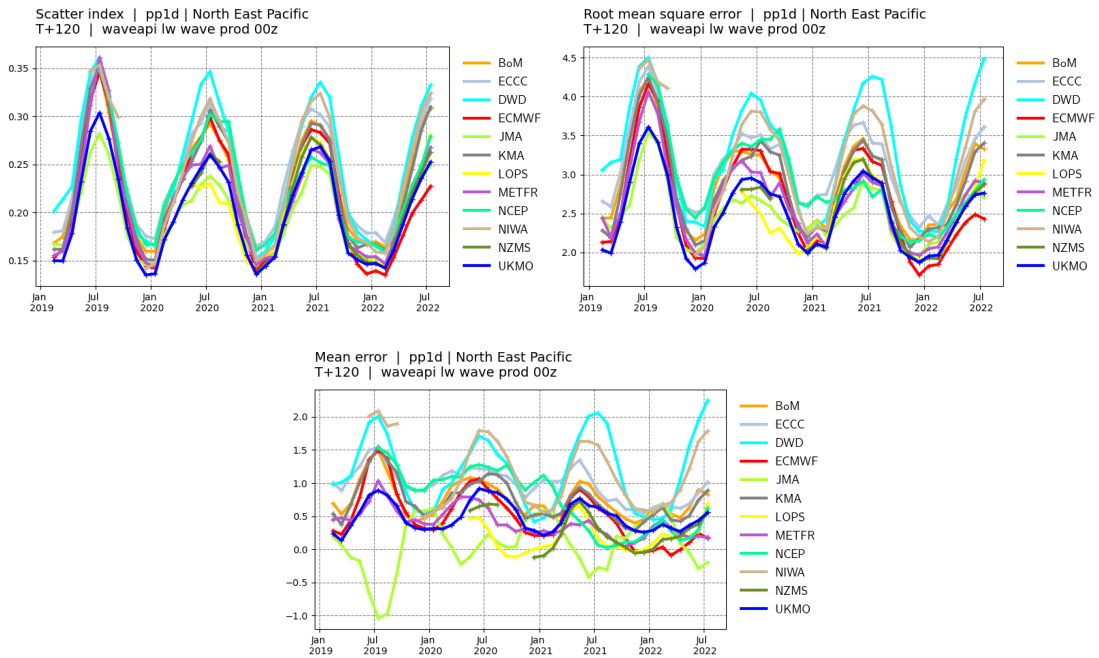 Scatter index | pp1d | North East Pacific
T+120 | waveapi lw wave prod 00z
0.35
0.30
0.25
0.20
0.15
Jan 2019
Jul 2019
Jan 2020
Jul 2020
Jan 2021
Jul 2021
Jan 2022
Jul 2022
BoM
ECCC
DWD
ECMWF
JMA
KMA
LOPS
METFR
NCEP
NIWA
NZMS
UKMO
Root mean square error | pp1d | North East Pacific
T+120 | waveapi lw wave prod 00z
4.5
4.0
3.5
3.0
2.5
2.0
Jan 2019
Jul 2019
Jan 2020
Jul 2020
Jan 2021
Jul 2021
Jan 2022
Jul 2022
BoM
ECCC
DWD
ECMWF
JMA
KMA
LOPS
METFR
NCEP
NIWA
NZMS
UKMO
Mean error | pp1d | North East Pacific
T+120 | waveapi lw wave prod 00z
2.0
1.5
1.0
0.5
0.0
−0.5
−1.0
Jan 2019
Jul 2019
Jan 2020
Jul 2020
Jan 2021
Jul 2021
Jan 2022
Jul 2022
BoM
ECCC
DWD
ECMWF
JMA
KMA
LOPS
METFR
NCEP
NIWA
NZMS
UKMO